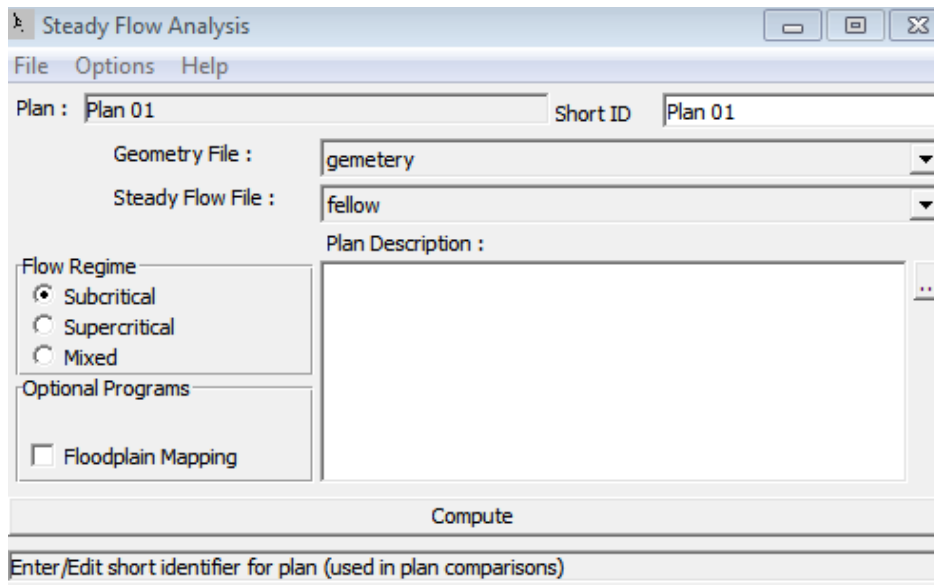 Steady Flow Analysis
File Options Help
Plan : Plan 01 Short ID Plan 01
Geometry File : gemetery
Steady Flow File : fellow
Plan Description :
Flow Regime
Subcritical
Supercritical
Mixed
Optional Programs
Floodplain Mapping
..
Compute
Enter/Edit short identifier for plan (used in plan comparisons)